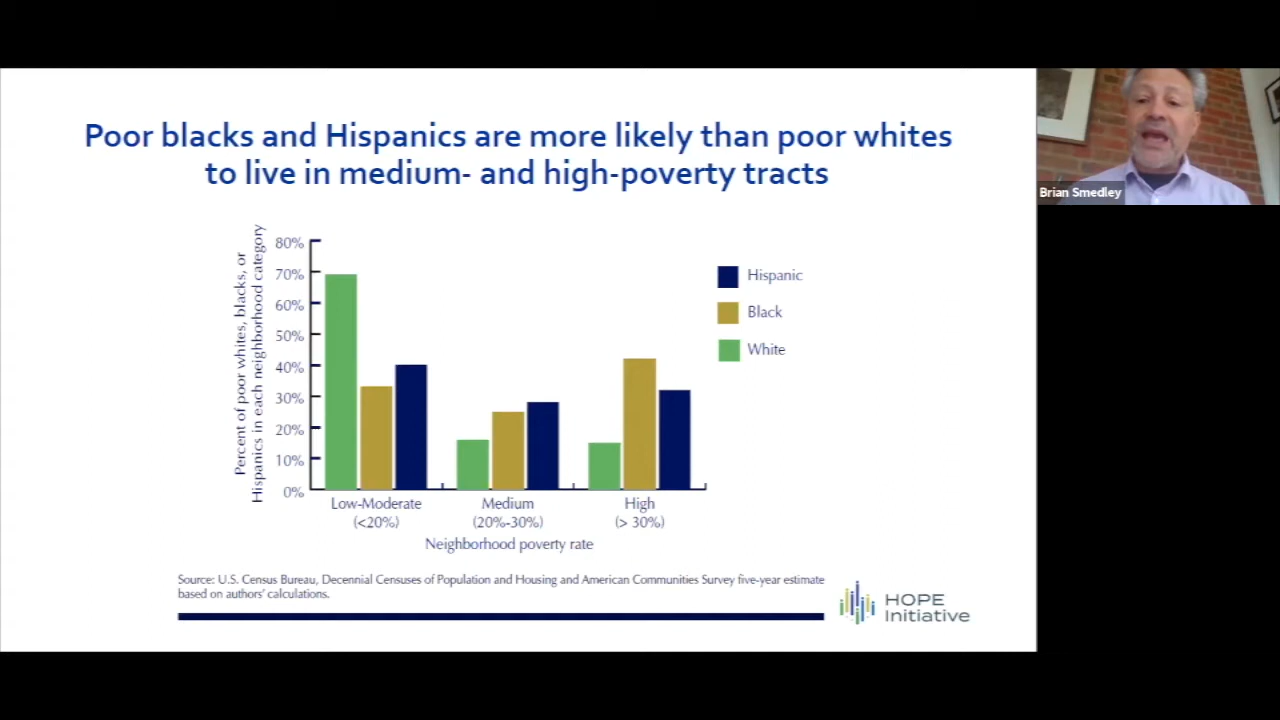 Poor blacks and Hispanics are more likely than poor whites
to live in medium- and high-poverty tracts
Brian Smedley
Percent of poor whites, blacks, or
Hispanics in each neighborhood category
80%
70%
60%
50%
40%
30%
20%
10%
0%
Hispanic
Black
White
Low-Moderate
(<20%)
Medium
(20%-30%)
High
(> 30%)
Neighborhood poverty rate
Source: U.S. Census Bureau, Decennial Censuses of Population and Housing and American Communities Survey five-year estimate
based on authors' calculations.
HOPE
Initiative